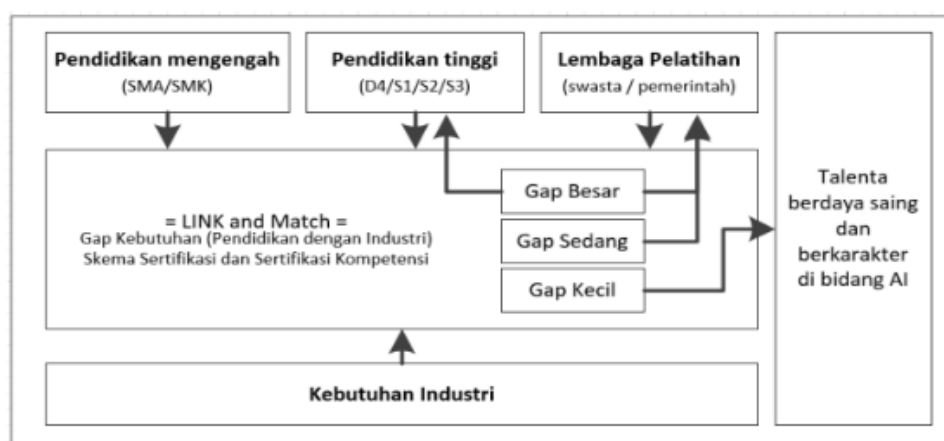 Pendidikan mengengah
(SMA/SMK)
Pendidikan tinggi
(D4/S1/S2/S3)
Lembaga Pelatihan
(swasta / pemerintah)
= LINK and Match =
Gap Kebutuhan (Pendidikan dengan Industri)
Skema Sertifikasi dan Sertifikasi Kompetensi
Gap Besar
Gap Sedang
Gap Kecil
Talenta
berdaya saing
dan
berkarakter
di bidang AI
Kebutuhan Industri